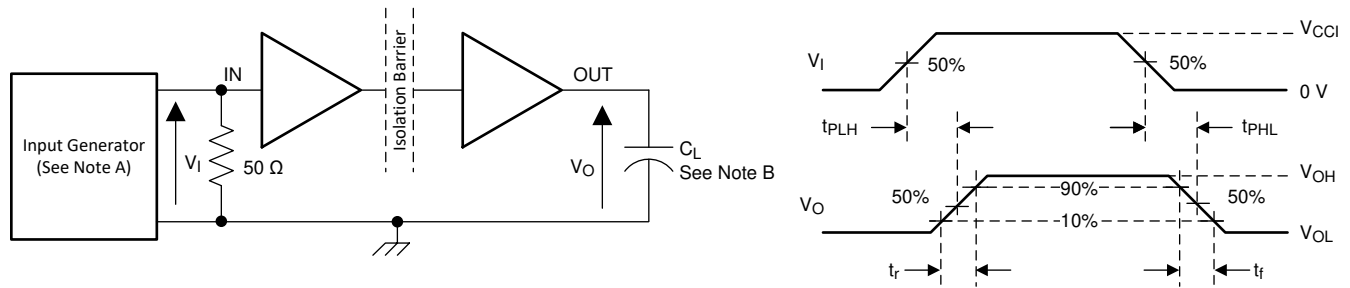 Input Generator
(See Note A)
V_I
IN
50 Ω
Isolation Barrier
OUT
V_O
C_L
See Note B
V_I
50%
50%
V_CCI
0 V
t_PLH
t_PHL
V_O
50%
90%
50%
10%
V_OH
V_OL
t_r
t_f